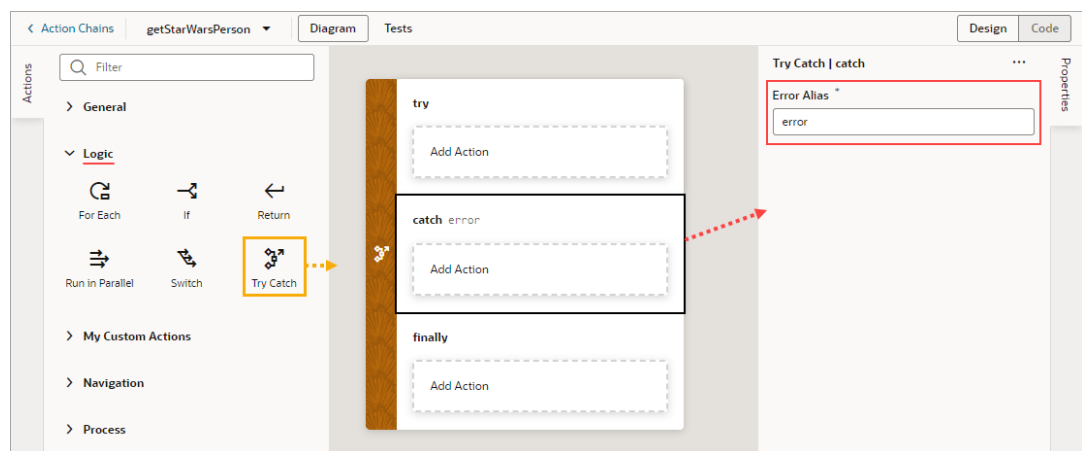 Action Chains
getStarWarsPerson
Diagram
Tests
Design
Code
Actions
Filter
General
Logic
For Each
If
Return
Run in Parallel
Switch
Try Catch
My Custom Actions
Navigation
Process
try
Add Action
catch error
Add Action
finally
Add Action
Try Catch | catch
Error Alias *
error
Properties